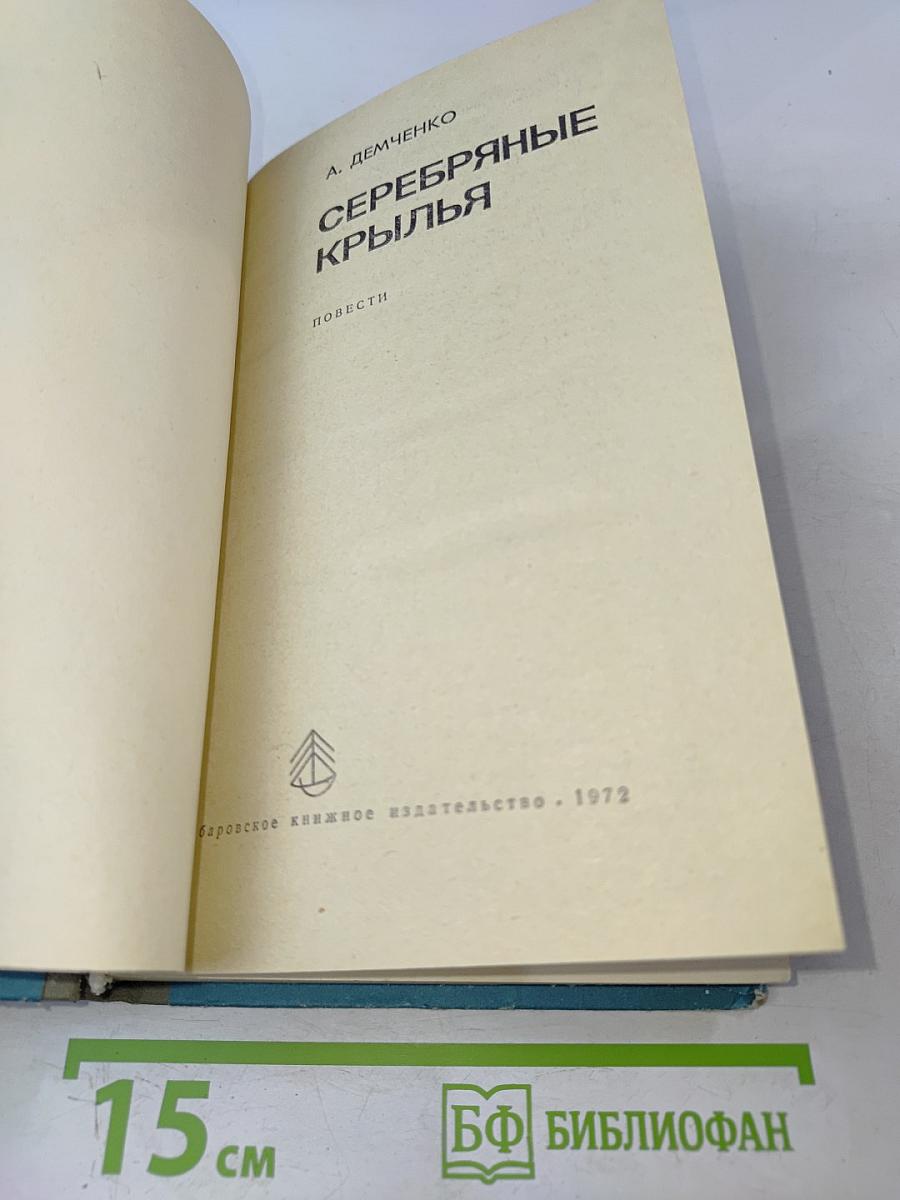 А. ДЕМЧЕНКО
СЕРЕБРЯНЫЕ
КРЫЛЬЯ
ПОВЕСТИ
баровское книжное издательство . 1972
15 см
БФ БИБЛИОФАН